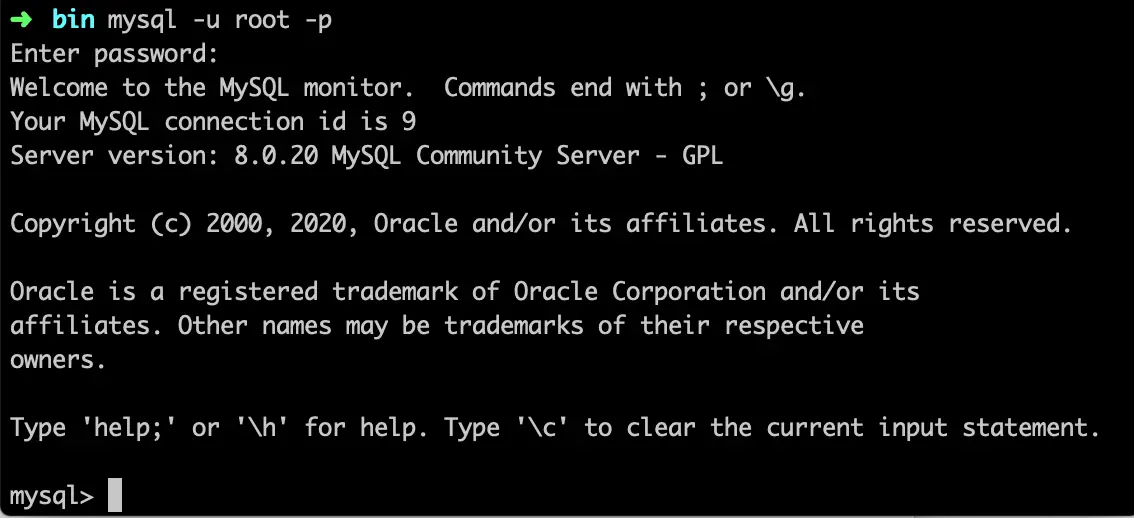 ➜ bin mysql -u root -p
Enter password:
Welcome to the MySQL monitor.  Commands end with ; or \g.
Your MySQL connection id is 9
Server version: 8.0.20 MySQL Community Server - GPL
Copyright (c) 2000, 2020, Oracle and/or its affiliates. All rights reserved.
Oracle is a registered trademark of Oracle Corporation and/or its
affiliates. Other names may be trademarks of their respective
owners.
Type 'help;' or '\h' for help. Type '\c' to clear the current input statement.
mysql>